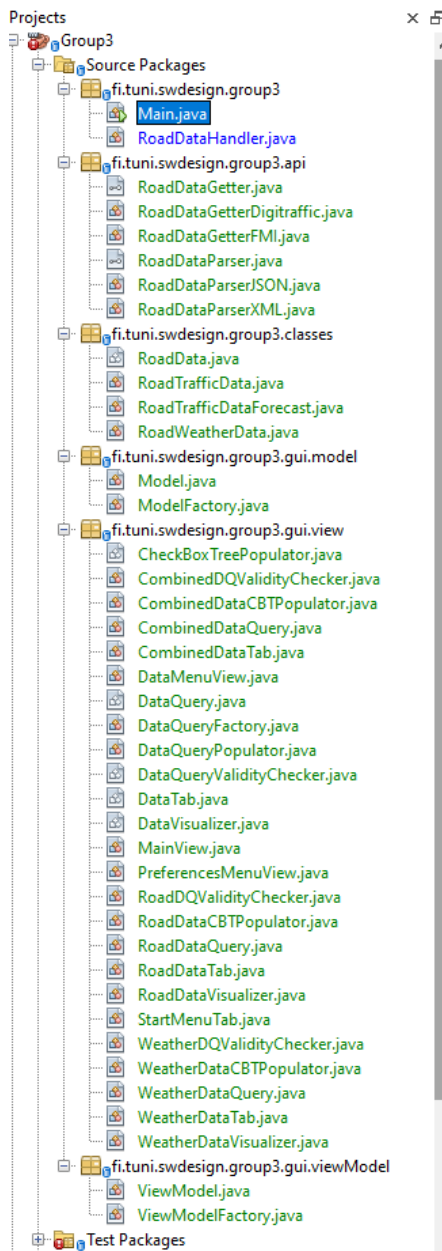 Projects
Group3
Source Packages
fi.tuni.swdesign.group3
Main.java
RoadDataHandler.java
fi.tuni.swdesign.group3.api
RoadDataGetter.java
RoadDataGetterDigitraffic.java
RoadDataGetterFMI.java
RoadDataParser.java
RoadDataParserJSON.java
RoadDataParserXML.java
fi.tuni.swdesign.group3.classes
RoadData.java
RoadTrafficData.java
RoadTrafficDataForecast.java
RoadWeatherData.java
fi.tuni.swdesign.group3.gui.model
Model.java
ModelFactory.java
fi.tuni.swdesign.group3.gui.view
CheckBoxTreePopulator.java
CombinedDQValidityChecker.java
CombinedDataCBTPopulator.java
CombinedDataQuery.java
CombinedDataTab.java
DataMenuView.java
DataQuery.java
DataQueryFactory.java
DataQueryPopulator.java
DataQueryValidityChecker.java
DataTab.java
DataVisualizer.java
MainView.java
PreferencesMenuView.java
RoadDQValidityChecker.java
RoadDataCBTPopulator.java
RoadDataQuery.java
RoadDataTab.java
RoadDataVisualizer.java
StartMenuTab.java
WeatherDQValidityChecker.java
WeatherDataCBTPopulator.java
WeatherDataQuery.java
WeatherDataTab.java
WeatherDataVisualizer.java
fi.tuni.swdesign.group3.gui.viewModel
ViewModel.java
ViewModelFactory.java
Test Packages